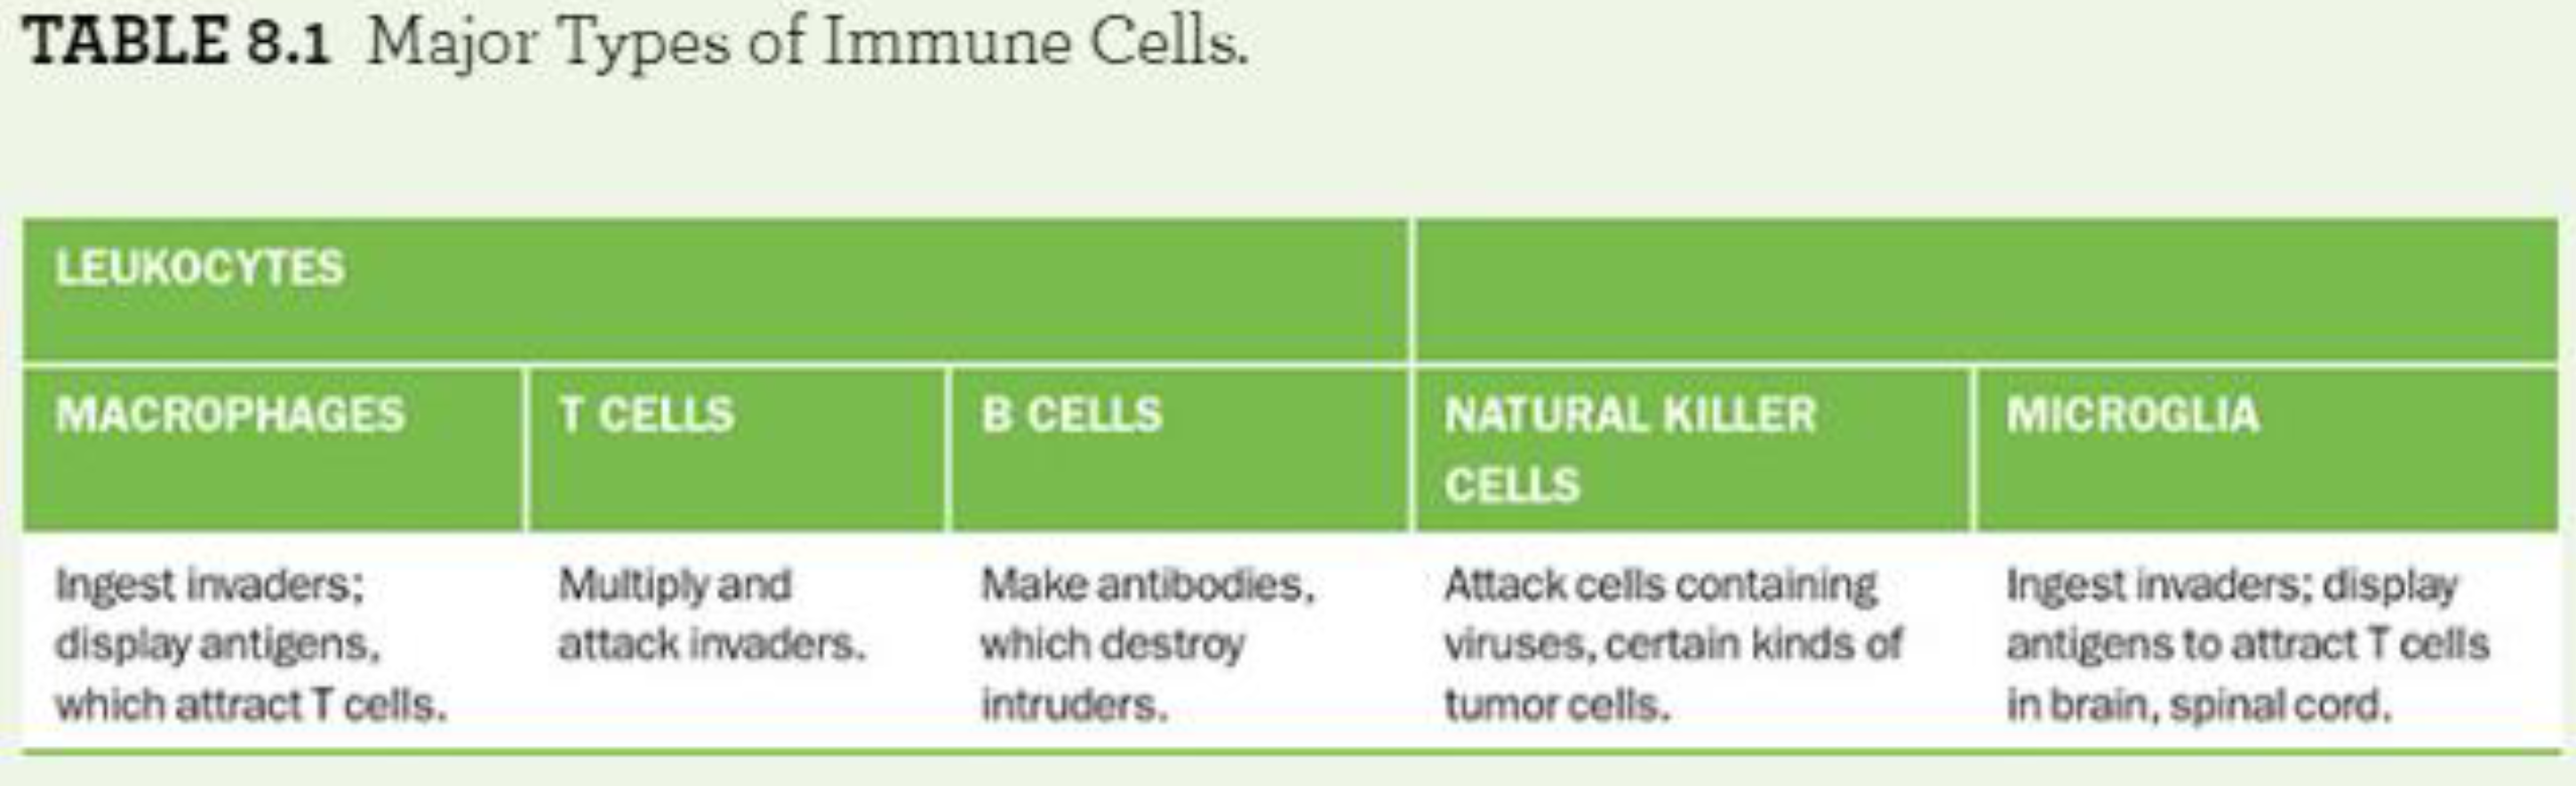 TABLE 8.1 Major Types of Immune Cells.
LEUKOCYTES
MACROPHAGES
T CELLS
B CELLS
NATURAL KILLER
CELLS
MICROGLIA
Ingest invaders;
display antigens,
which attract T cells.
Multiply and
attack invaders.
Make antibodies,
which destroy
intruders.
Attack cells containing
viruses, certain kinds of
tumor cells.
Ingest invaders; display
antigens to attract T cells
in brain, spinal cord.